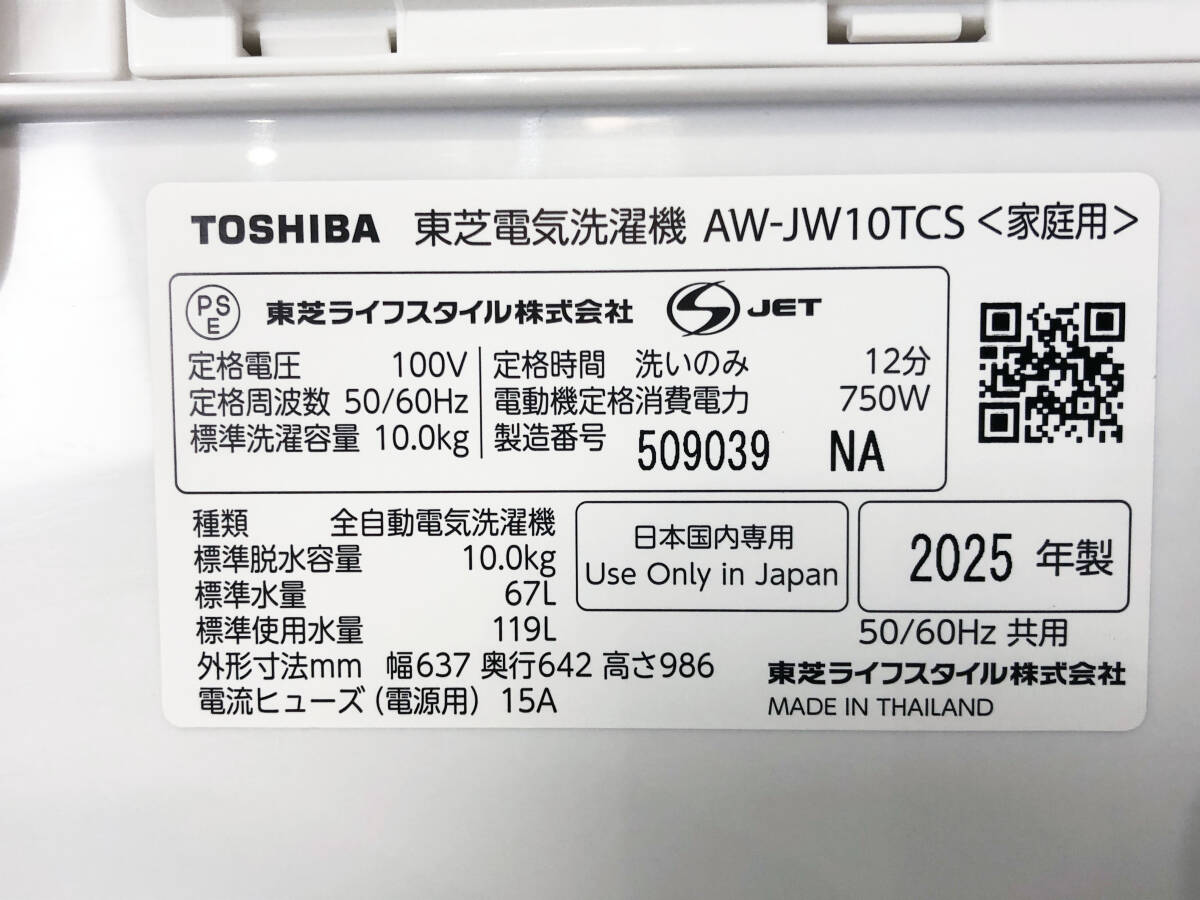 TOSHIBA 東芝電気洗濯機 AW-JW10TCS <家庭用>
PSE 東芝ライフスタイル株式会社 S JET
定格電圧 100V
定格周波数 50/60Hz
標準洗濯容量 10.0kg
定格時間 洗いのみ 12分
電動機定格消費電力 750W
製造番号 509039 NA
種類 全自動電気洗濯機
標準脱水容量 10.0kg
標準水量 67L
標準使用水量 119L
外形寸法mm 幅637 奥行642 高さ986
電流ヒューズ(電源用) 15A
日本国内専用
Use Only in Japan
2025 年製
50/60Hz 共用
東芝ライフスタイル株式会社
MADE IN THAILAND